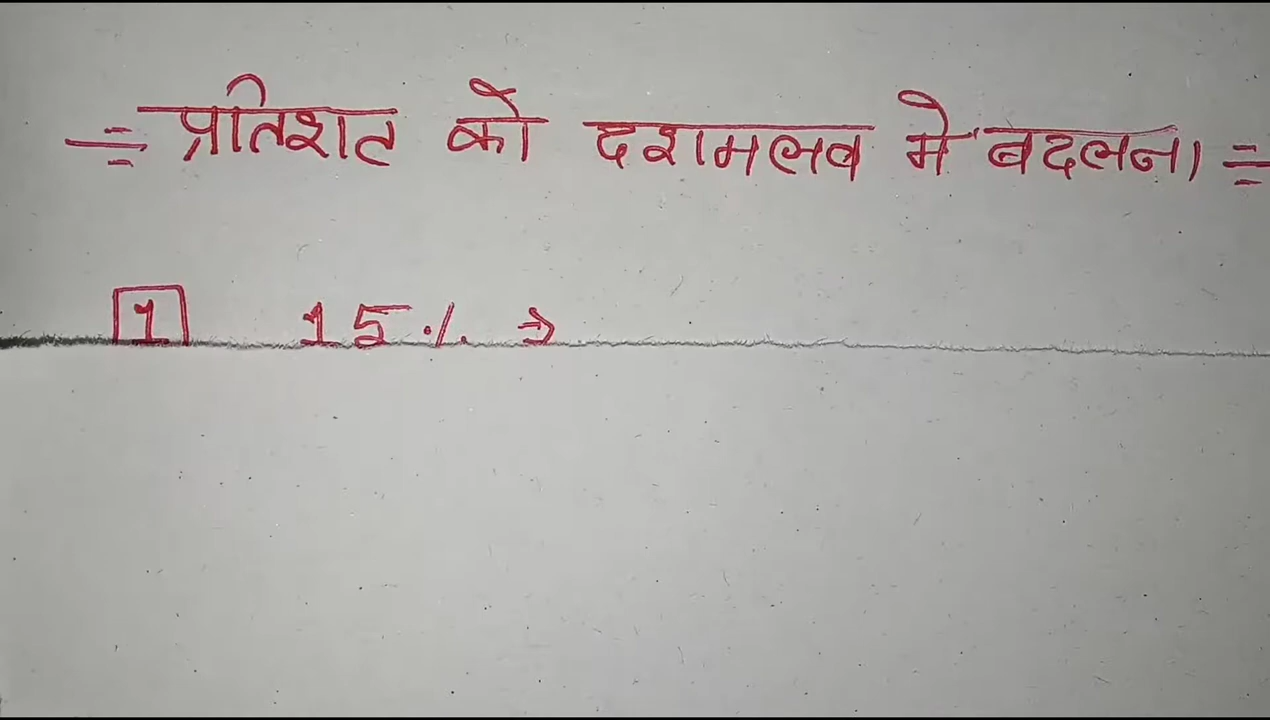 = प्रतिशत को दशमलव मे बदलना =
1 15% →